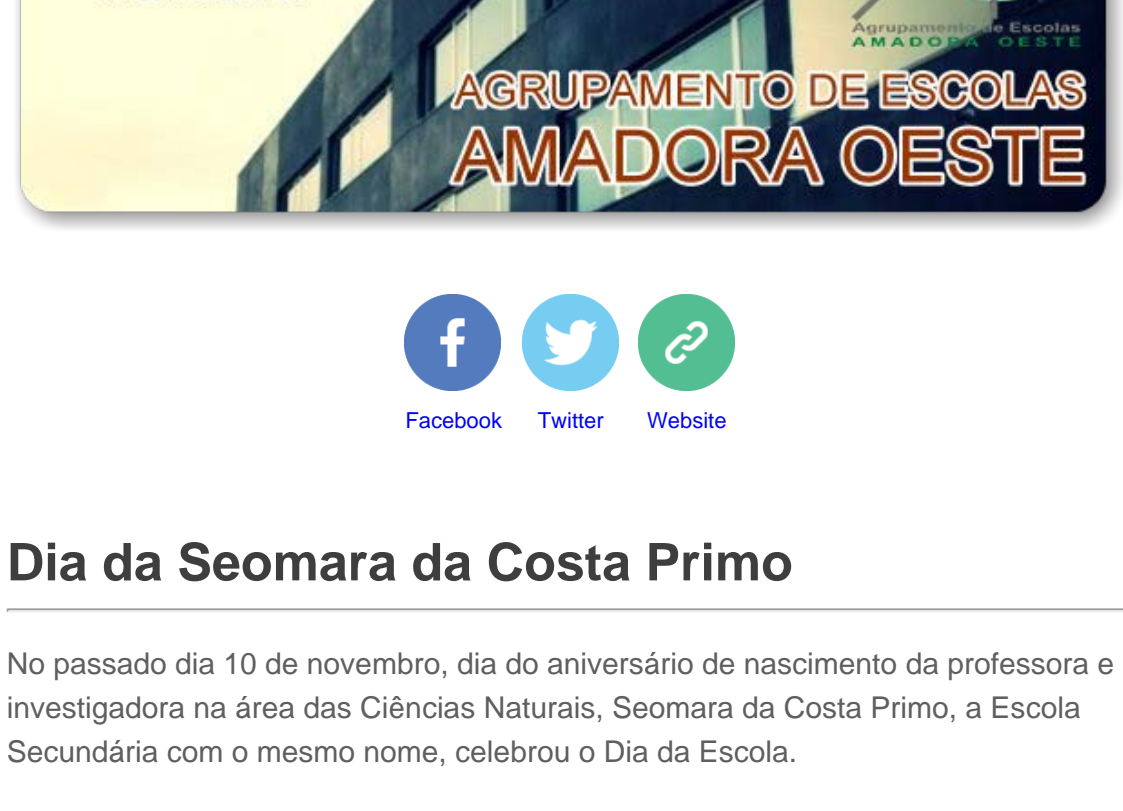 Agrupamento de Escolas
AMADORA OESTE
AGRUPAMENTO DE ESCOLAS
AMADORA OESTE
Facebook Twitter Website
Dia da Seomara da Costa Primo
No passado dia 10 de novembro, dia do aniversário de nascimento da professora e
investigadora na área das Ciências Naturais, Seomara da Costa Primo, a Escola
Secundária com o mesmo nome, celebrou o Dia da Escola.